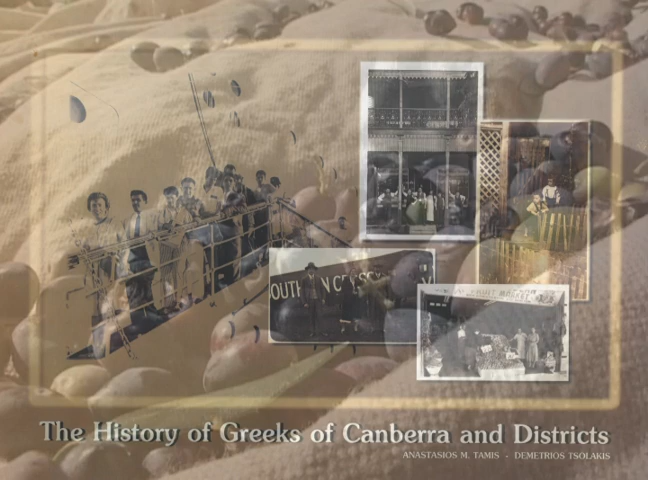 The History of Greeks of Canberra and Districts
ANASTASIOS M. TAMIS - DEMETRIOS TSOLAKIS